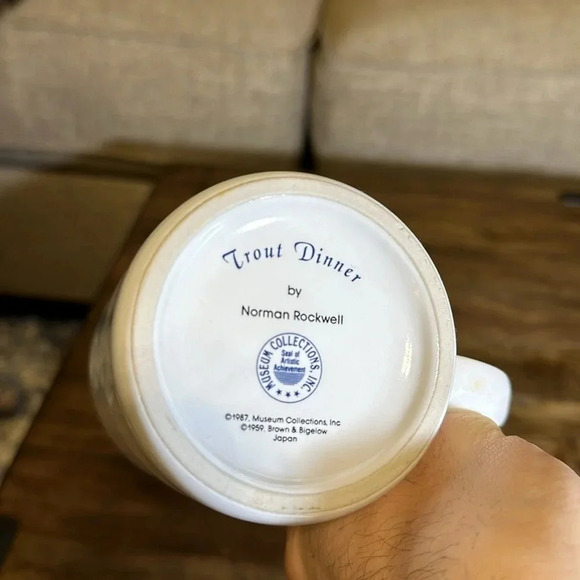 Trout Dinner
by
Norman Rockwell
MUSEUM COLLECTIONS, INC.
Seal of
Artistic
Achievement
©1987, Museum Collections, Inc
©1959, Brown & Bigelow
Japan